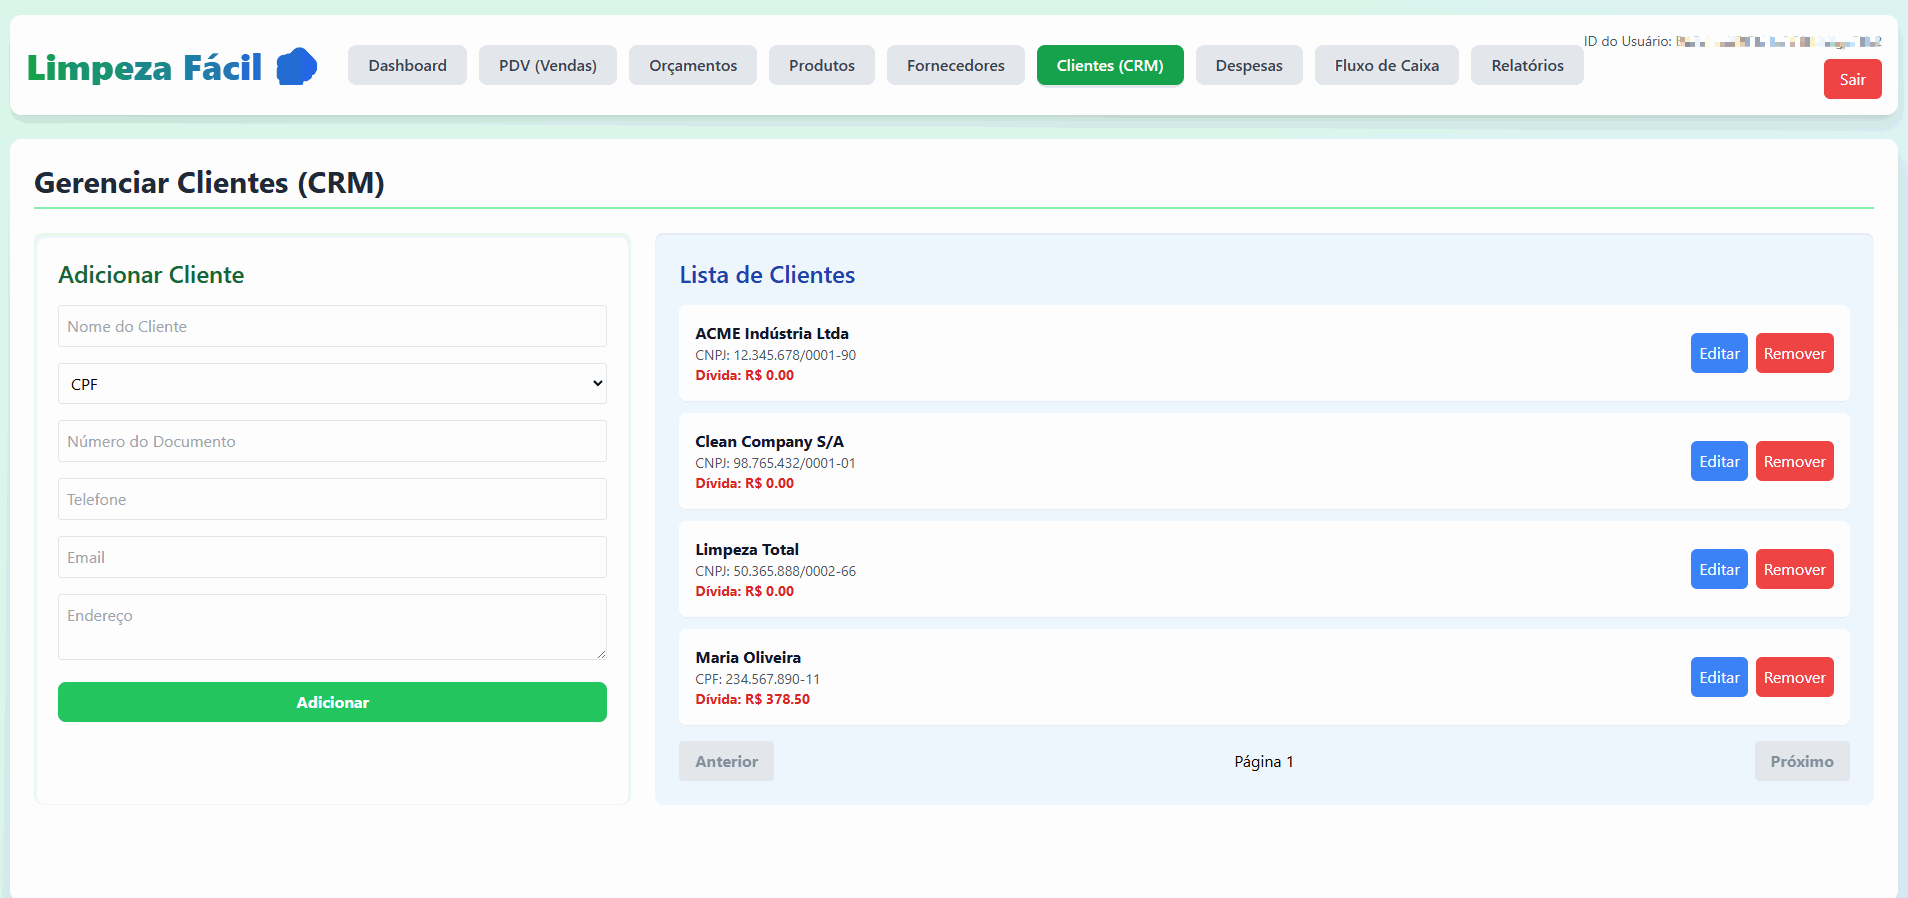 Limpeza Fácil
Dashboard
PDV (Vendas)
Orçamentos
Produtos
Fornecedores
Clientes (CRM)
Despesas
Fluxo de Caixa
Relatórios
ID do Usuário:
Sair
Gerenciar Clientes (CRM)
Adicionar Cliente
Nome do Cliente
CPF
Número do Documento
Telefone
Email
Endereço
Adicionar
Lista de Clientes
ACME Indústria Ltda
CNPJ: 12.345.678/0001-90
Dívida: R$ 0.00
Editar
Remover
Clean Company S/A
CNPJ: 98.765.432/0001-01
Dívida: R$ 0.00
Editar
Remover
Limpeza Total
CNPJ: 50.365.888/0002-66
Dívida: R$ 0.00
Editar
Remover
Maria Oliveira
CPF: 234.567.890-11
Dívida: R$ 378.50
Editar
Remover
Anterior
Página 1
Próximo